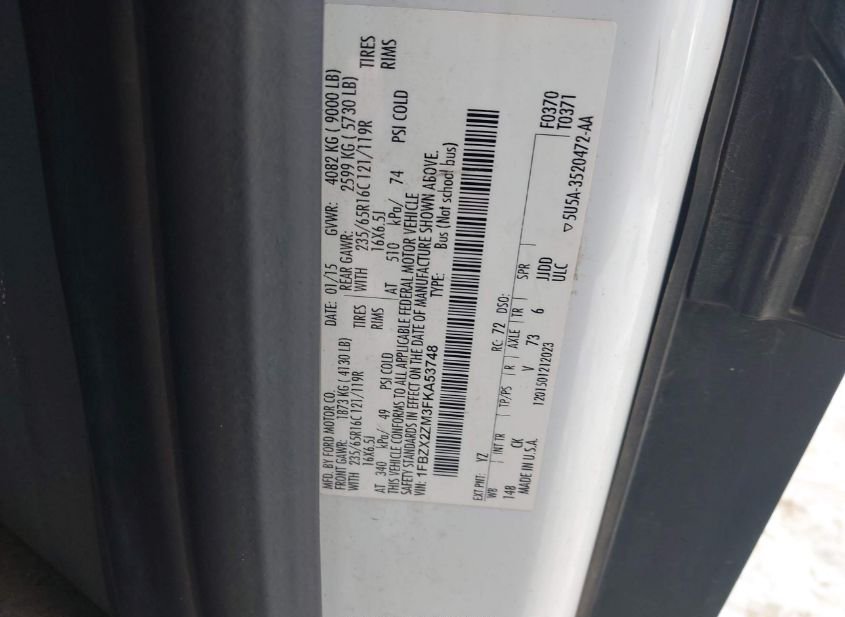 MFD. BY FORD MOTOR CO.
DATE: 01/15 GVWR: 4082 KG ( 9000 LB)
FRONT GAWR: 1873 KG ( 4130 LB) REAR GAWR: 2599 KG ( 5730 LB)
WITH 235/65R16C 121/119R TIRES WITH 235/65R16C 121/119R TIRES
16X6.5J RIMS 16X6.5J RIMS
AT 340 kPa/ 49 PSI COLD AT 510 kPa/ 74 PSI COLD
THIS VEHICLE CONFORMS TO ALL APPLICABLE FEDERAL MOTOR VEHICLE
SAFETY STANDARDS IN EFFECT ON THE DATE OF MANUFACTURE SHOWN ABOVE.
VIN: 1FBZX2ZM3FKA53748 TYPE: Bus (Not school bus)
EXT PNT: YZ RC: 72 DSO:
WB INT TR TP/PS R AXLE TR SPR F0370
148 CK V 73 6 JJDD T0371
MADE IN U.S.A. 1201501212023 ULC
▽5U5A-3520472-AA